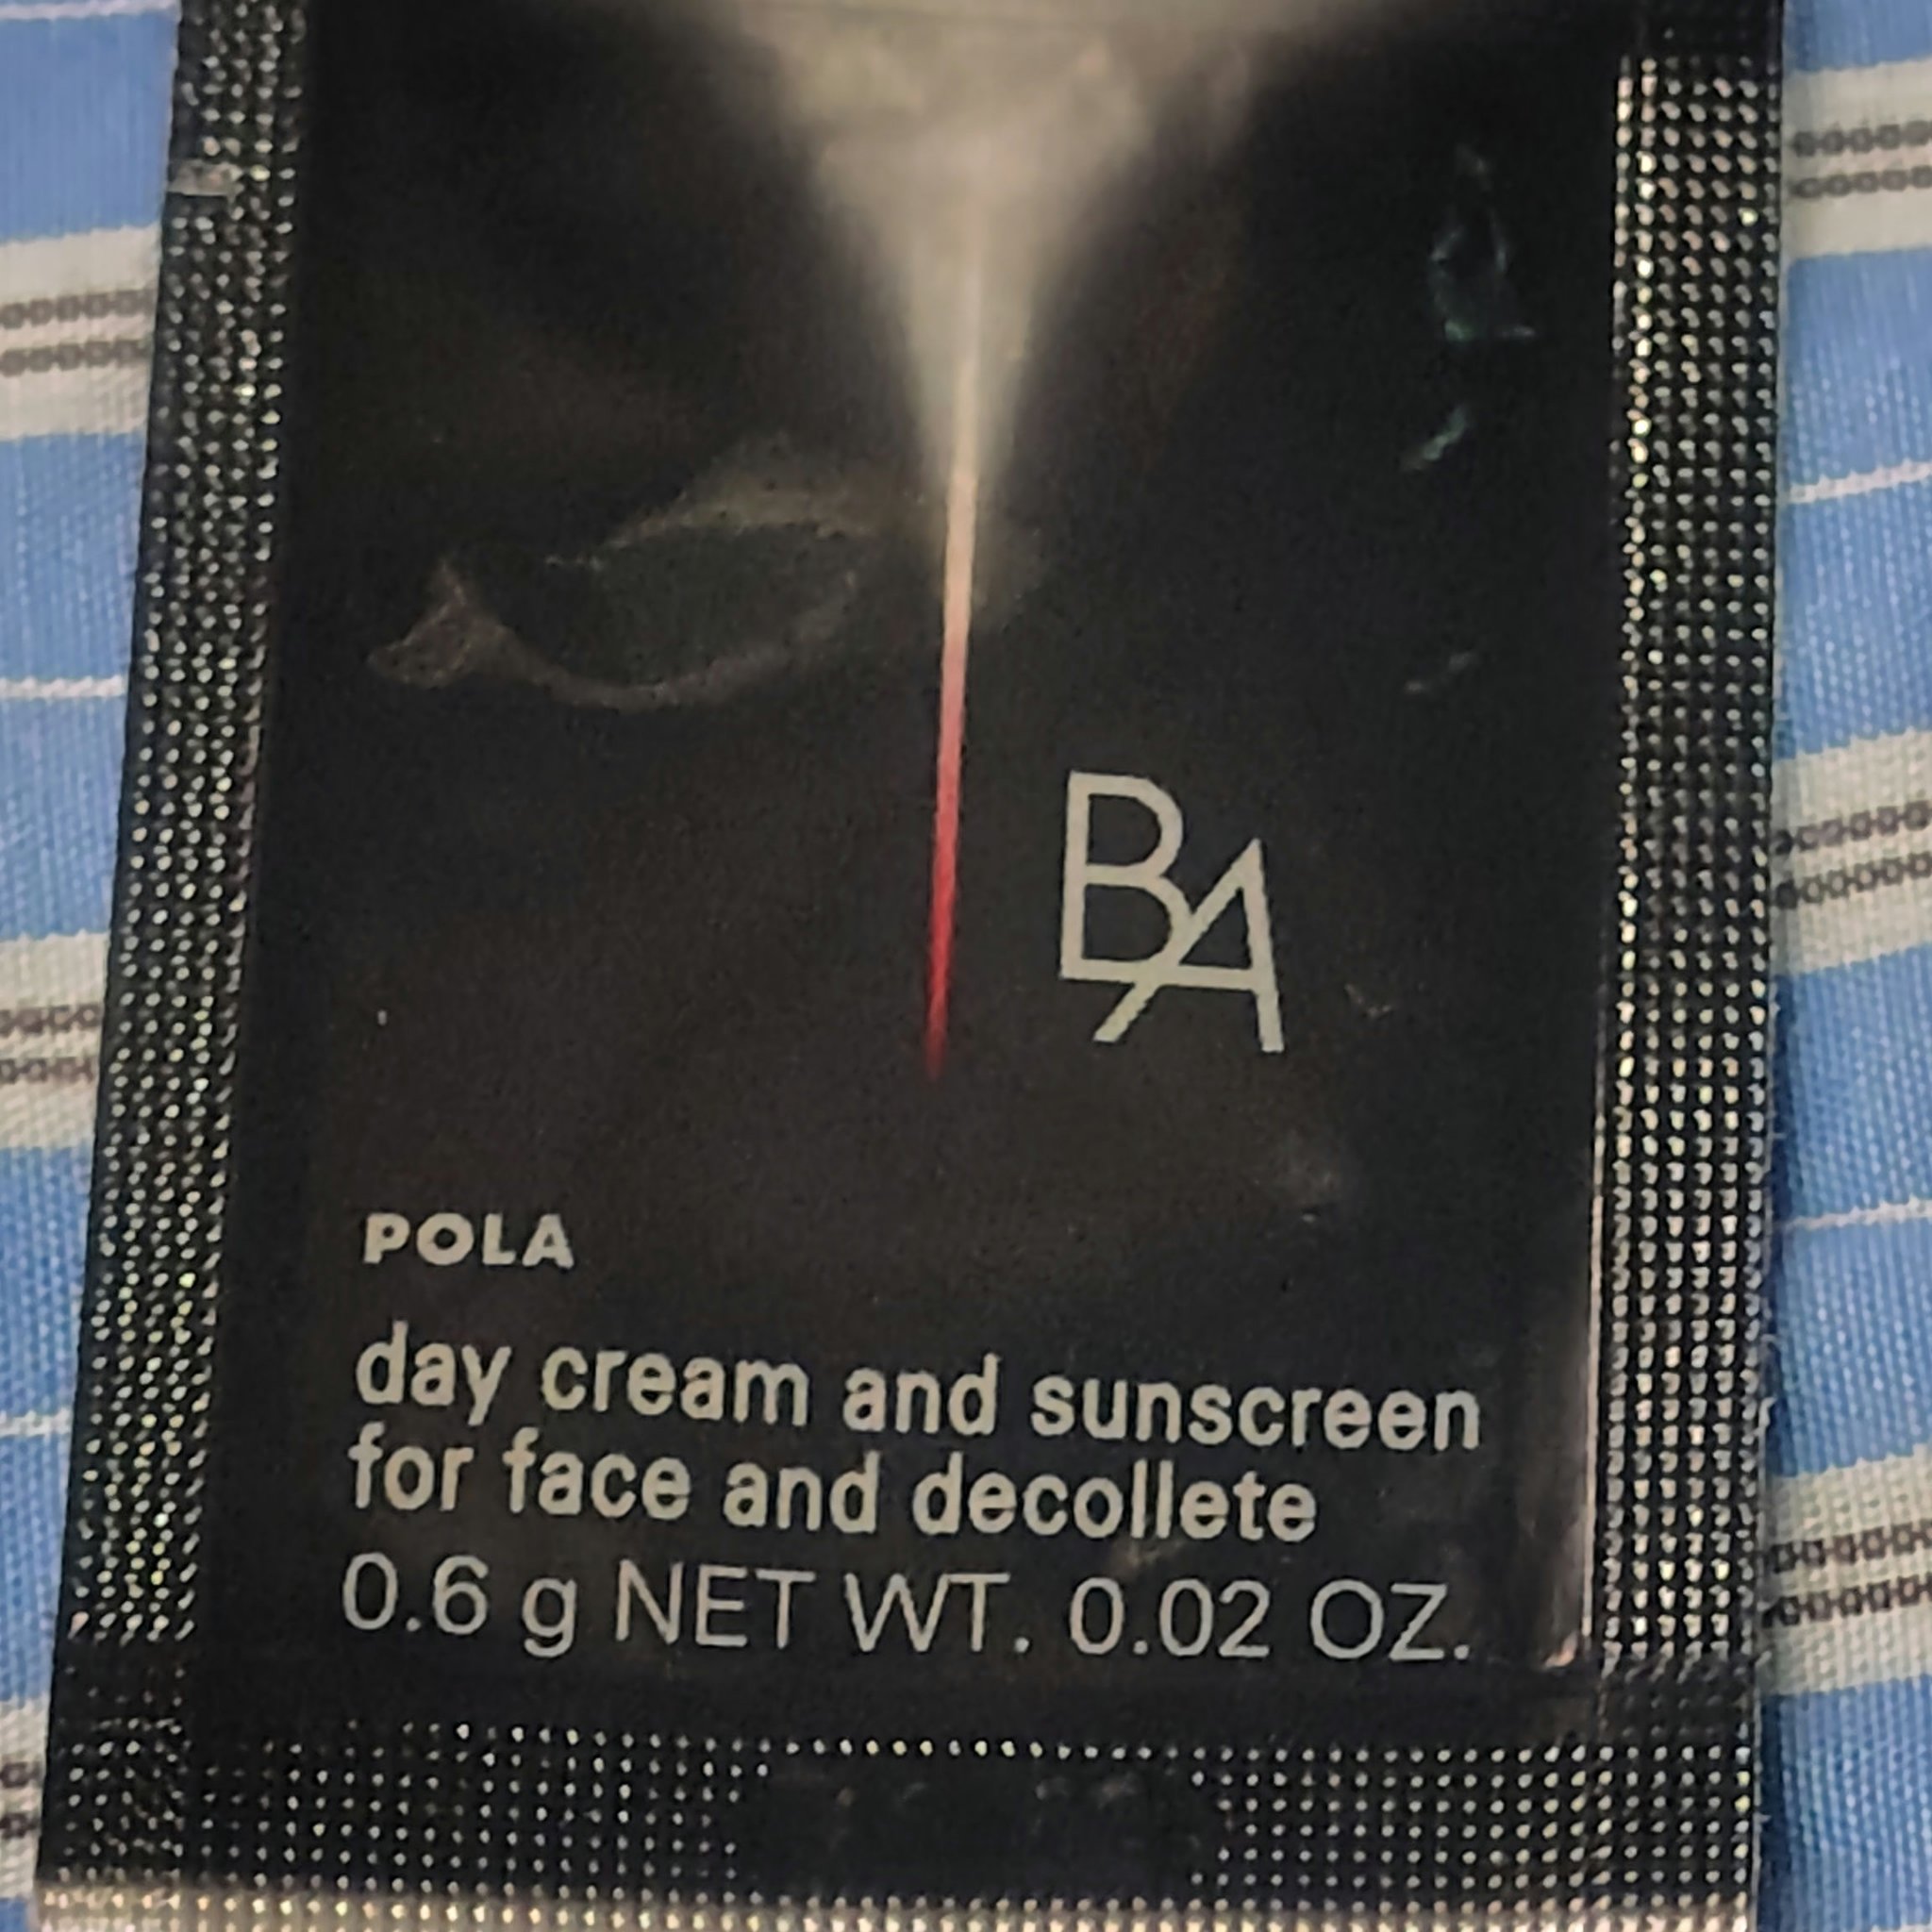 BA
POLA
day cream and sunscreen
for face and decollete
0.6 g NET WT. 0.02 OZ.